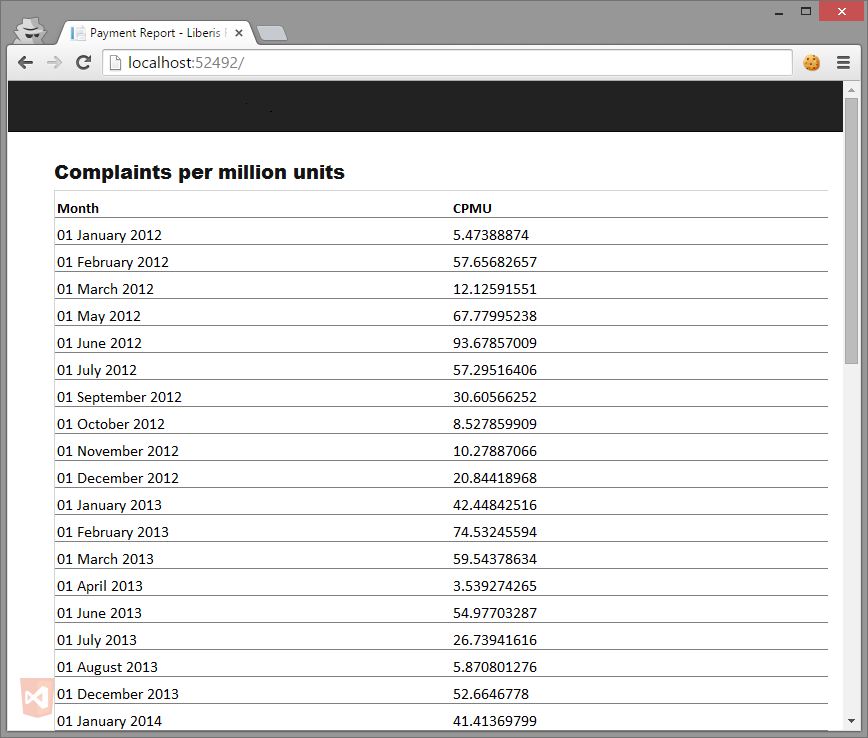 Payment Report - Liberis
localhost:52492/
Complaints per million units
Month CPMU
01 January 2012 5.47388874
01 February 2012 57.65682657
01 March 2012 12.12591551
01 May 2012 67.77995238
01 June 2012 93.67857009
01 July 2012 57.29516406
01 September 2012 30.60566252
01 October 2012 8.527859909
01 November 2012 10.27887066
01 December 2012 20.84418968
01 January 2013 42.44842516
01 February 2013 74.53245594
01 March 2013 59.54378634
01 April 2013 3.539274265
01 June 2013 54.97703287
01 July 2013 26.73941616
01 August 2013 5.870801276
01 December 2013 52.6646778
01 January 2014 41.41369799